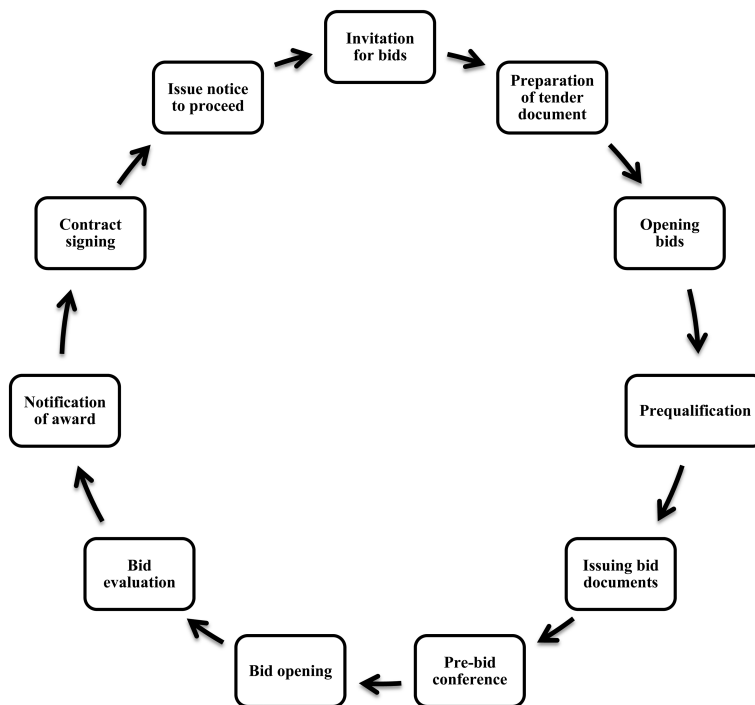 Invitation
for bids
Preparation
of tender
document
Opening
bids
Prequalification
Issuing bid
documents
Pre-bid
conference
Bid opening
Bid
evaluation
Notification
of award
Contract
signing
Issue notice
to proceed